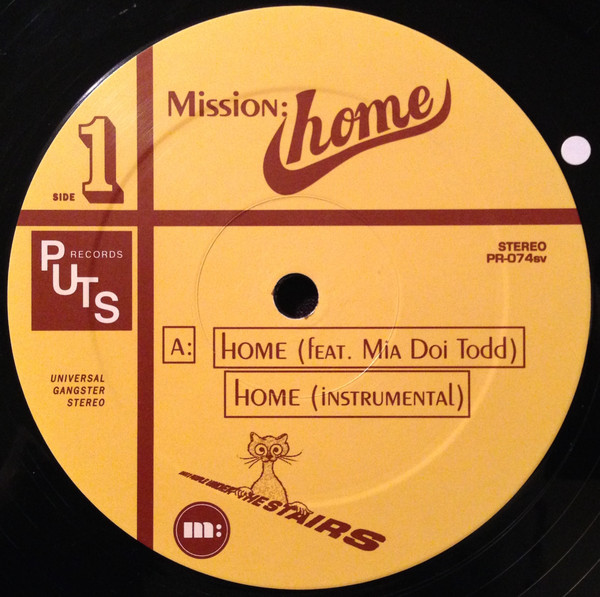 Mission: home
SIDE 1
STEREO
PR-074sv
PUTS RECORDS
A: HOME (feat. Mia Doi Todd)
HOME (instrumental)
UNIVERSAL
GANGSTER
STEREO
THE STAIRS
m: